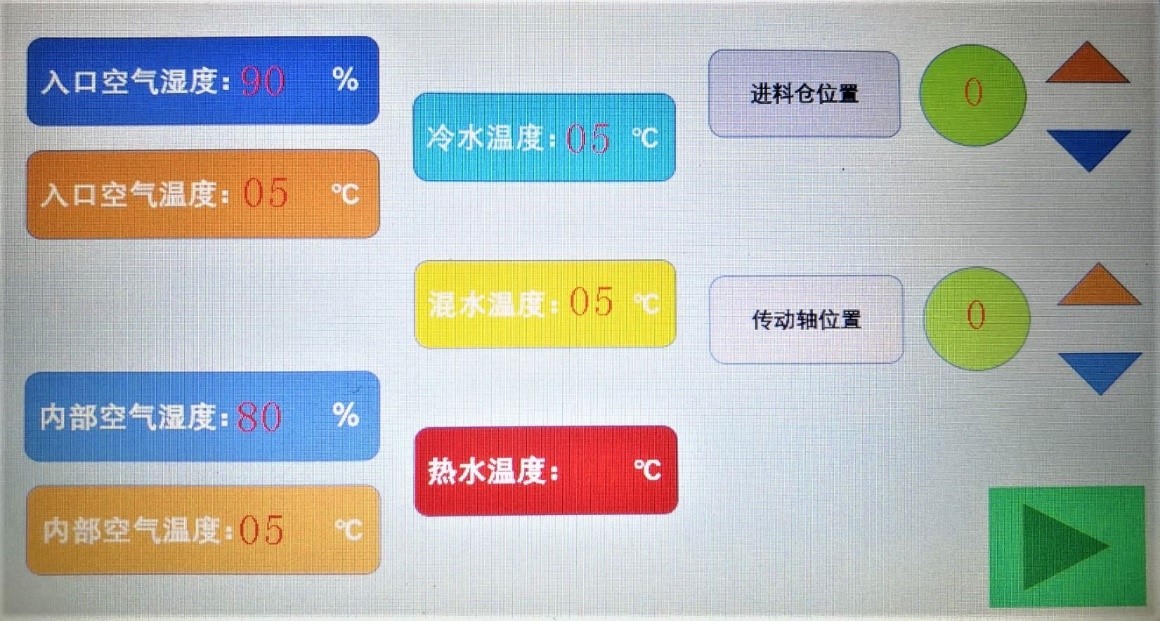 入口空气湿度:90 %
入口空气温度:05 ℃
内部空气湿度:80 %
内部空气温度:05 ℃
冷水温度:05 ℃
混水温度:05 ℃
热水温度: ℃
进料仓位置 0
传动轴位置 0